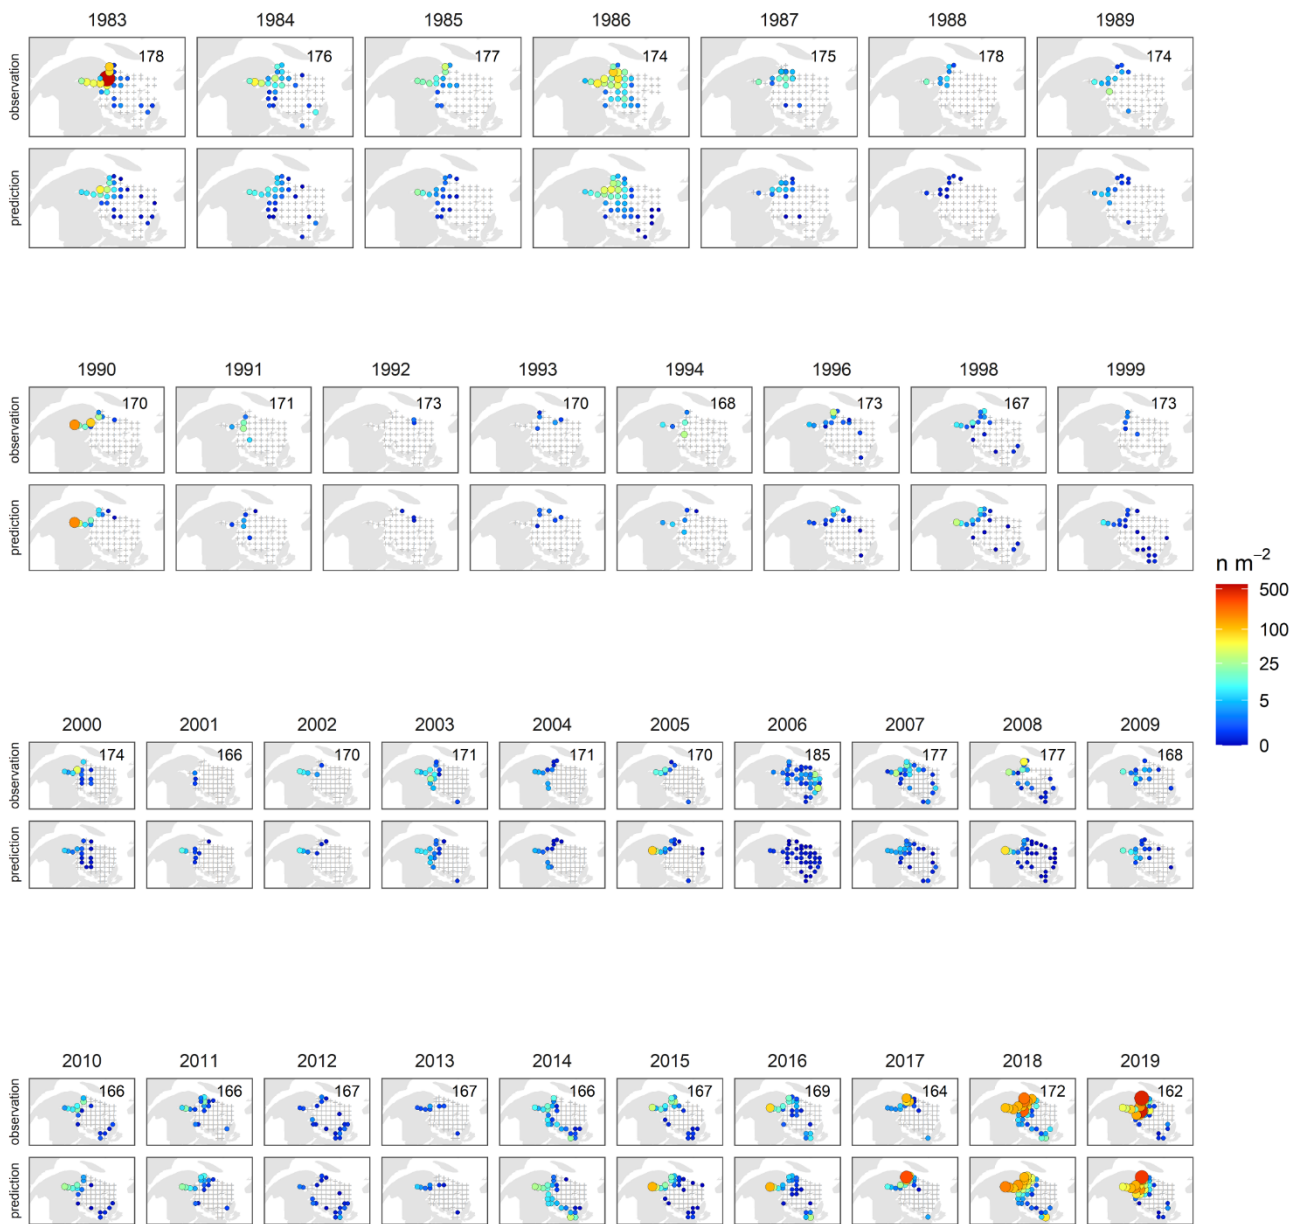 1983 1984 1985 1986 1987 1988 1989
observation
178 176 177 174 175 178 174
prediction
1990 1991 1992 1993 1994 1996 1998 1999
observation
170 171 173 170 168 173 167 173
prediction
n m⁻²
500
100
25
5
0
2000 2001 2002 2003 2004 2005 2006 2007 2008 2009
observation
174 166 170 171 171 170 185 177 177 168
prediction
2010 2011 2012 2013 2014 2015 2016 2017 2018 2019
observation
166 166 167 167 166 167 169 164 172 162
prediction